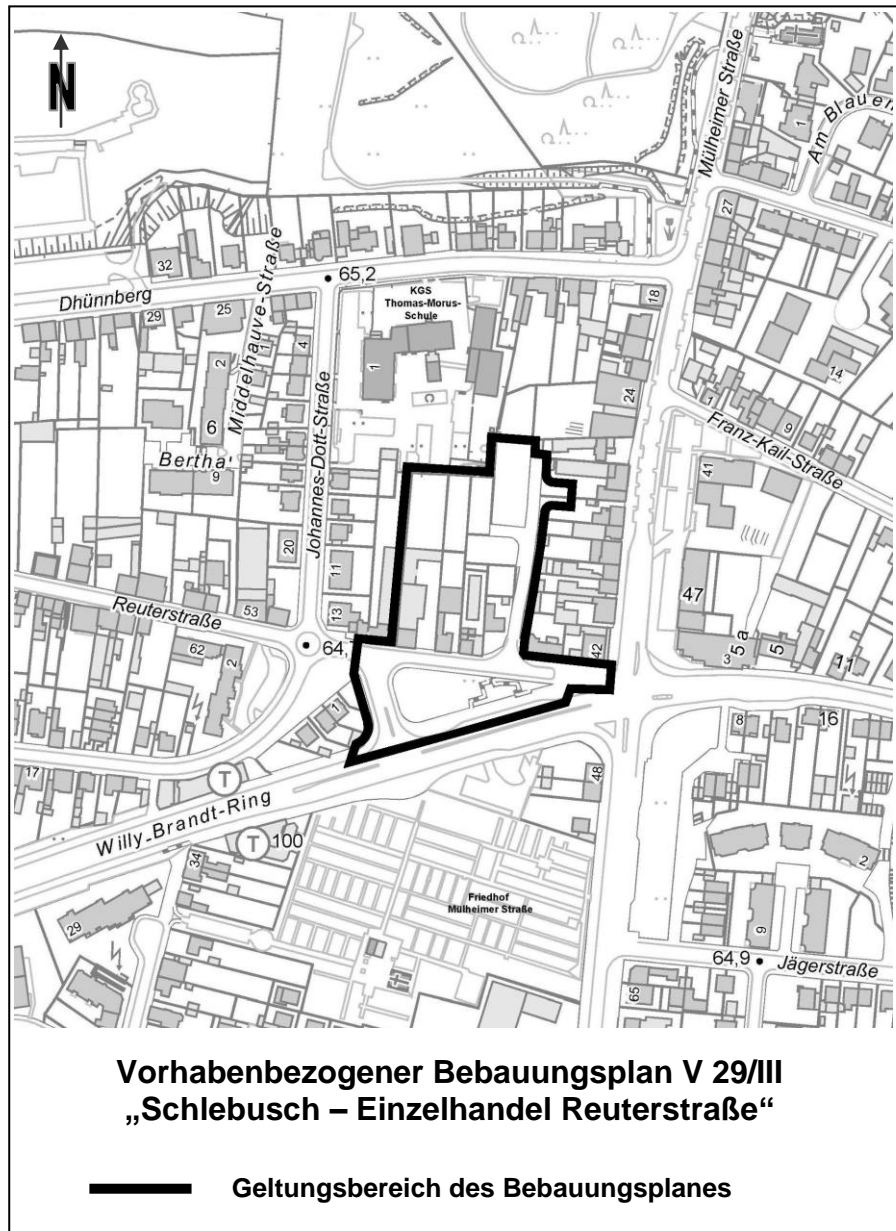 N
Mülheimer Straße
Am Blauen
1
27
32
65,2
Dhünnberg
KGS
Thomas-Morus-
Schule
18
29
25
Middelhauve-Straße
1
4
2
1
24
14
6
C
1
9
Franz-Kail-Straße
Bertha
9
Johannes-Dott-Straße
41
20
11
47
Reuterstraße
53
13
64,
42
3
5a
5
11
62
2
1
8
16
17
T
48
Willy-Brandt-Ring
T
100
34
2
Friedhof
Mülheimer Straße
29
9
64,9
Jägerstraße
65
Vorhabenbezogener Bebauungsplan V 29/III
„Schlebusch – Einzelhandel Reuterstraße“
Geltungsbereich des Bebauungsplanes